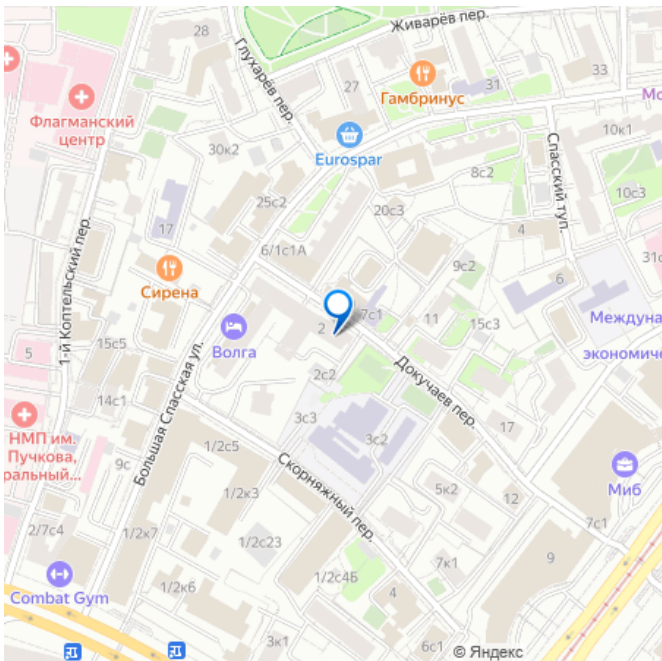 Живарёв пер.
28
Глухарёв пер.
27
33
Гамбринус
31
Мо
Флагманский
центр
Eurospar
10к1
30к2
8с2
Спасский туп.
10с3
25с2
20с3
17
4
6/1с1А
31с
9с2
6
Сирена
1-й Коптельский пер.
7с1
Междуна
Волга
2
11
15с3
15с5
5
экономиче
Докучаев пер.
2с2
14с1
Большая Спасская ул.
3с3
17
НМП им.
Пучкова,
ральный...
3с2
9с
1/2с5
Скорняжный пер.
Миб
5к2
12
1/2к3
7с1
2/7с4
1/2к7
1/2с23
9
7к1
Combat Gym
1/2к6
1/2с4Б
4
3к1
6с1
© Яндекс